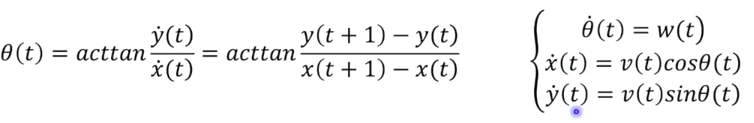 θ(t) = acttan ẏ(t)/ẋ(t) = acttan (y(t + 1) − y(t))/(x(t + 1) − x(t))
θ̇(t) = w(t)
ẋ(t) = v(t)cosθ(t)
ẏ(t) = v(t)sinθ(t)